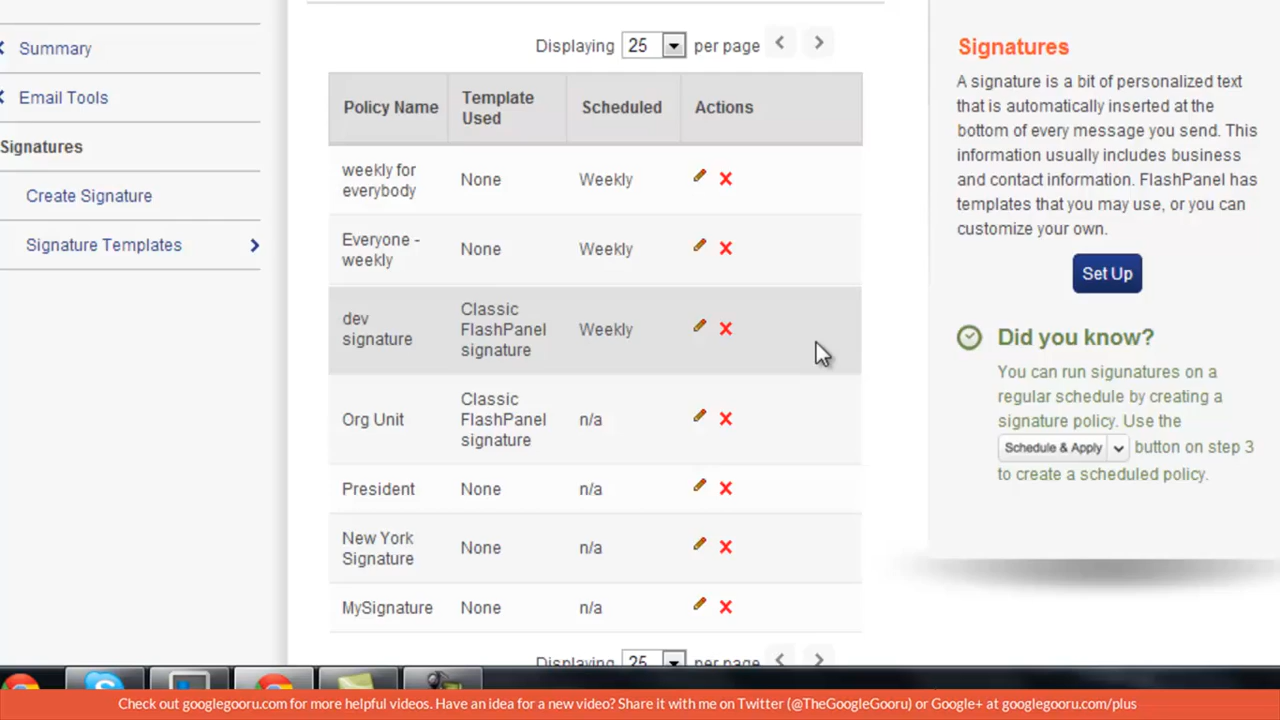 Summary
Email Tools
Signatures
Create Signature
Signature Templates
Displaying 25 per page
Policy Name Template Used Scheduled Actions
weekly for everybody None Weekly
Everyone - weekly None Weekly
dev signature Classic FlashPanel signature Weekly
Org Unit Classic FlashPanel signature n/a
President None n/a
New York Signature None n/a
MySignature None n/a
Displaying 25 per page
Signatures
A signature is a bit of personalized text
that is automatically inserted at the
bottom of every message you send. This
information usually includes business
and contact information. FlashPanel has
templates that you may use, or you can
customize your own.
Set Up
Did you know?
You can run sigunatures on a
regular schedule by creating a
signature policy. Use the
Schedule & Apply button on step 3
to create a scheduled policy.
Check out googlegooru.com for more helpful videos. Have an idea for a new video? Share it with me on Twitter (@TheGoogleGooru) or Google+ at googlegooru.com/plus